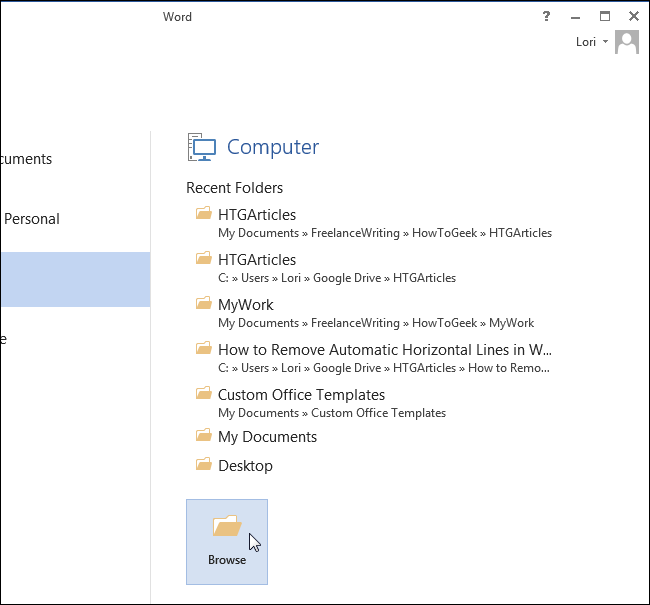 Word
?
Lori
Computer
cuments
Recent Folders
HTGArticles
My Documents » FreelanceWriting » HowToGeek » HTGArticles
Personal
HTGArticles
C: » Users » Lori » Google Drive » HTGArticles
MyWork
My Documents » FreelanceWriting » HowToGeek » MyWork
e
How to Remove Automatic Horizontal Lines in W...
C: » Users » Lori » Google Drive » HTGArticles » How to Remo...
Custom Office Templates
My Documents » Custom Office Templates
My Documents
Desktop
Browse